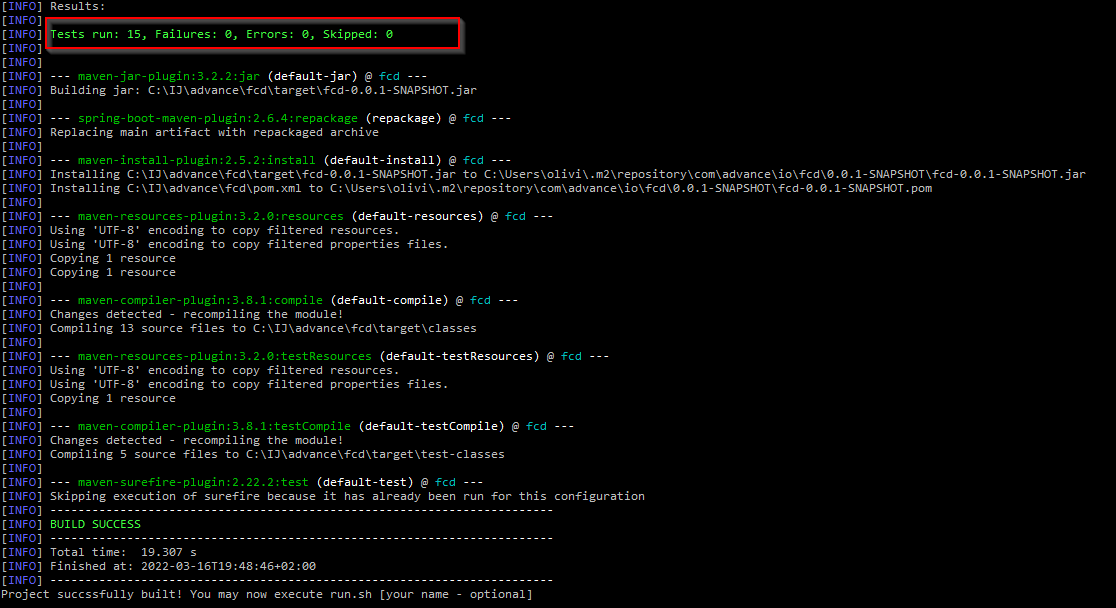 [INFO] Results:
[INFO]
[INFO] Tests run: 15, Failures: 0, Errors: 0, Skipped: 0
[INFO]
[INFO]
[INFO] --- maven-jar-plugin:3.2.2:jar (default-jar) @ fcd ---
[INFO] Building jar: C:\IJ\advance\fcd\target\fcd-0.0.1-SNAPSHOT.jar
[INFO]
[INFO] --- spring-boot-maven-plugin:2.6.4:repackage (repackage) @ fcd ---
[INFO] Replacing main artifact with repackaged archive
[INFO]
[INFO] --- maven-install-plugin:2.5.2:install (default-install) @ fcd ---
[INFO] Installing C:\IJ\advance\fcd\target\fcd-0.0.1-SNAPSHOT.jar to C:\Users\olivi\.m2\repository\com\advance\io\fcd\0.0.1-SNAPSHOT\fcd-0.0.1-SNAPSHOT.jar
[INFO] Installing C:\IJ\advance\fcd\pom.xml to C:\Users\olivi\.m2\repository\com\advance\io\fcd\0.0.1-SNAPSHOT\fcd-0.0.1-SNAPSHOT.pom
[INFO]
[INFO] --- maven-resources-plugin:3.2.0:resources (default-resources) @ fcd ---
[INFO] Using 'UTF-8' encoding to copy filtered resources.
[INFO] Using 'UTF-8' encoding to copy filtered properties files.
[INFO] Copying 1 resource
[INFO] Copying 1 resource
[INFO]
[INFO] --- maven-compiler-plugin:3.8.1:compile (default-compile) @ fcd ---
[INFO] Changes detected - recompiling the module!
[INFO] Compiling 13 source files to C:\IJ\advance\fcd\target\classes
[INFO]
[INFO] --- maven-resources-plugin:3.2.0:testResources (default-testResources) @ fcd ---
[INFO] Using 'UTF-8' encoding to copy filtered resources.
[INFO] Using 'UTF-8' encoding to copy filtered properties files.
[INFO] Copying 1 resource
[INFO]
[INFO] --- maven-compiler-plugin:3.8.1:testCompile (default-testCompile) @ fcd ---
[INFO] Changes detected - recompiling the module!
[INFO] Compiling 5 source files to C:\IJ\advance\fcd\target\test-classes
[INFO]
[INFO] --- maven-surefire-plugin:2.22.2:test (default-test) @ fcd ---
[INFO] Skipping execution of surefire because it has already been run for this configuration
[INFO] ------------------------------------------------------------------------
[INFO] BUILD SUCCESS
[INFO] ------------------------------------------------------------------------
[INFO] Total time:  19.307 s
[INFO] Finished at: 2022-03-16T19:48:46+02:00
[INFO] ------------------------------------------------------------------------
Project succssfully built! You may now execute run.sh [your name - optional]